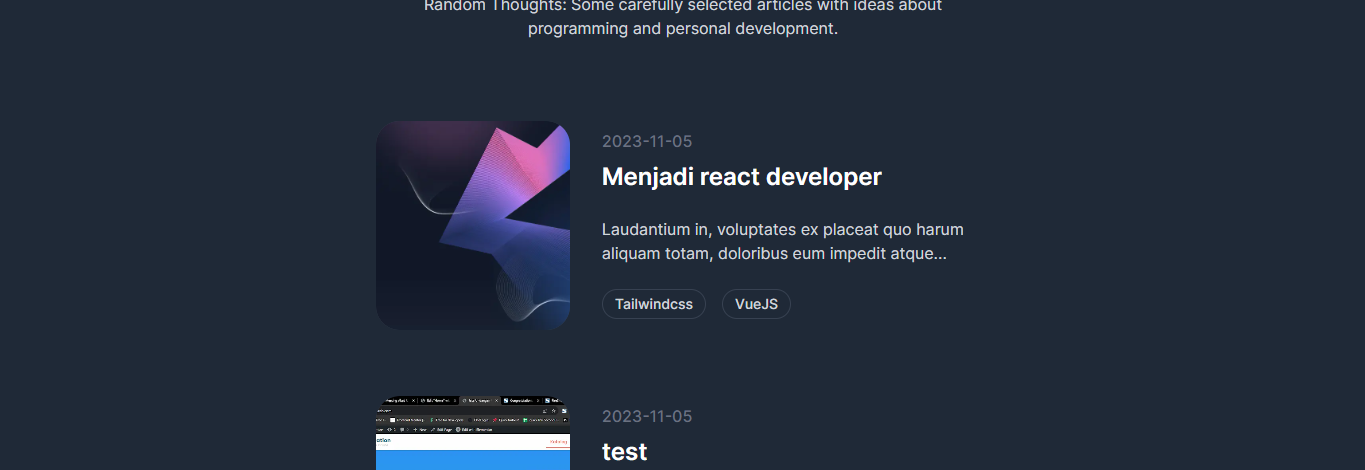 Random Thoughts: Some carefully selected articles with ideas about
programming and personal development.
2023-11-05
Menjadi react developer
Laudantium in, voluptates ex placeat quo harum
aliquam totam, doloribus eum impedit atque...
Tailwindcss
VueJS
2023-11-05
test